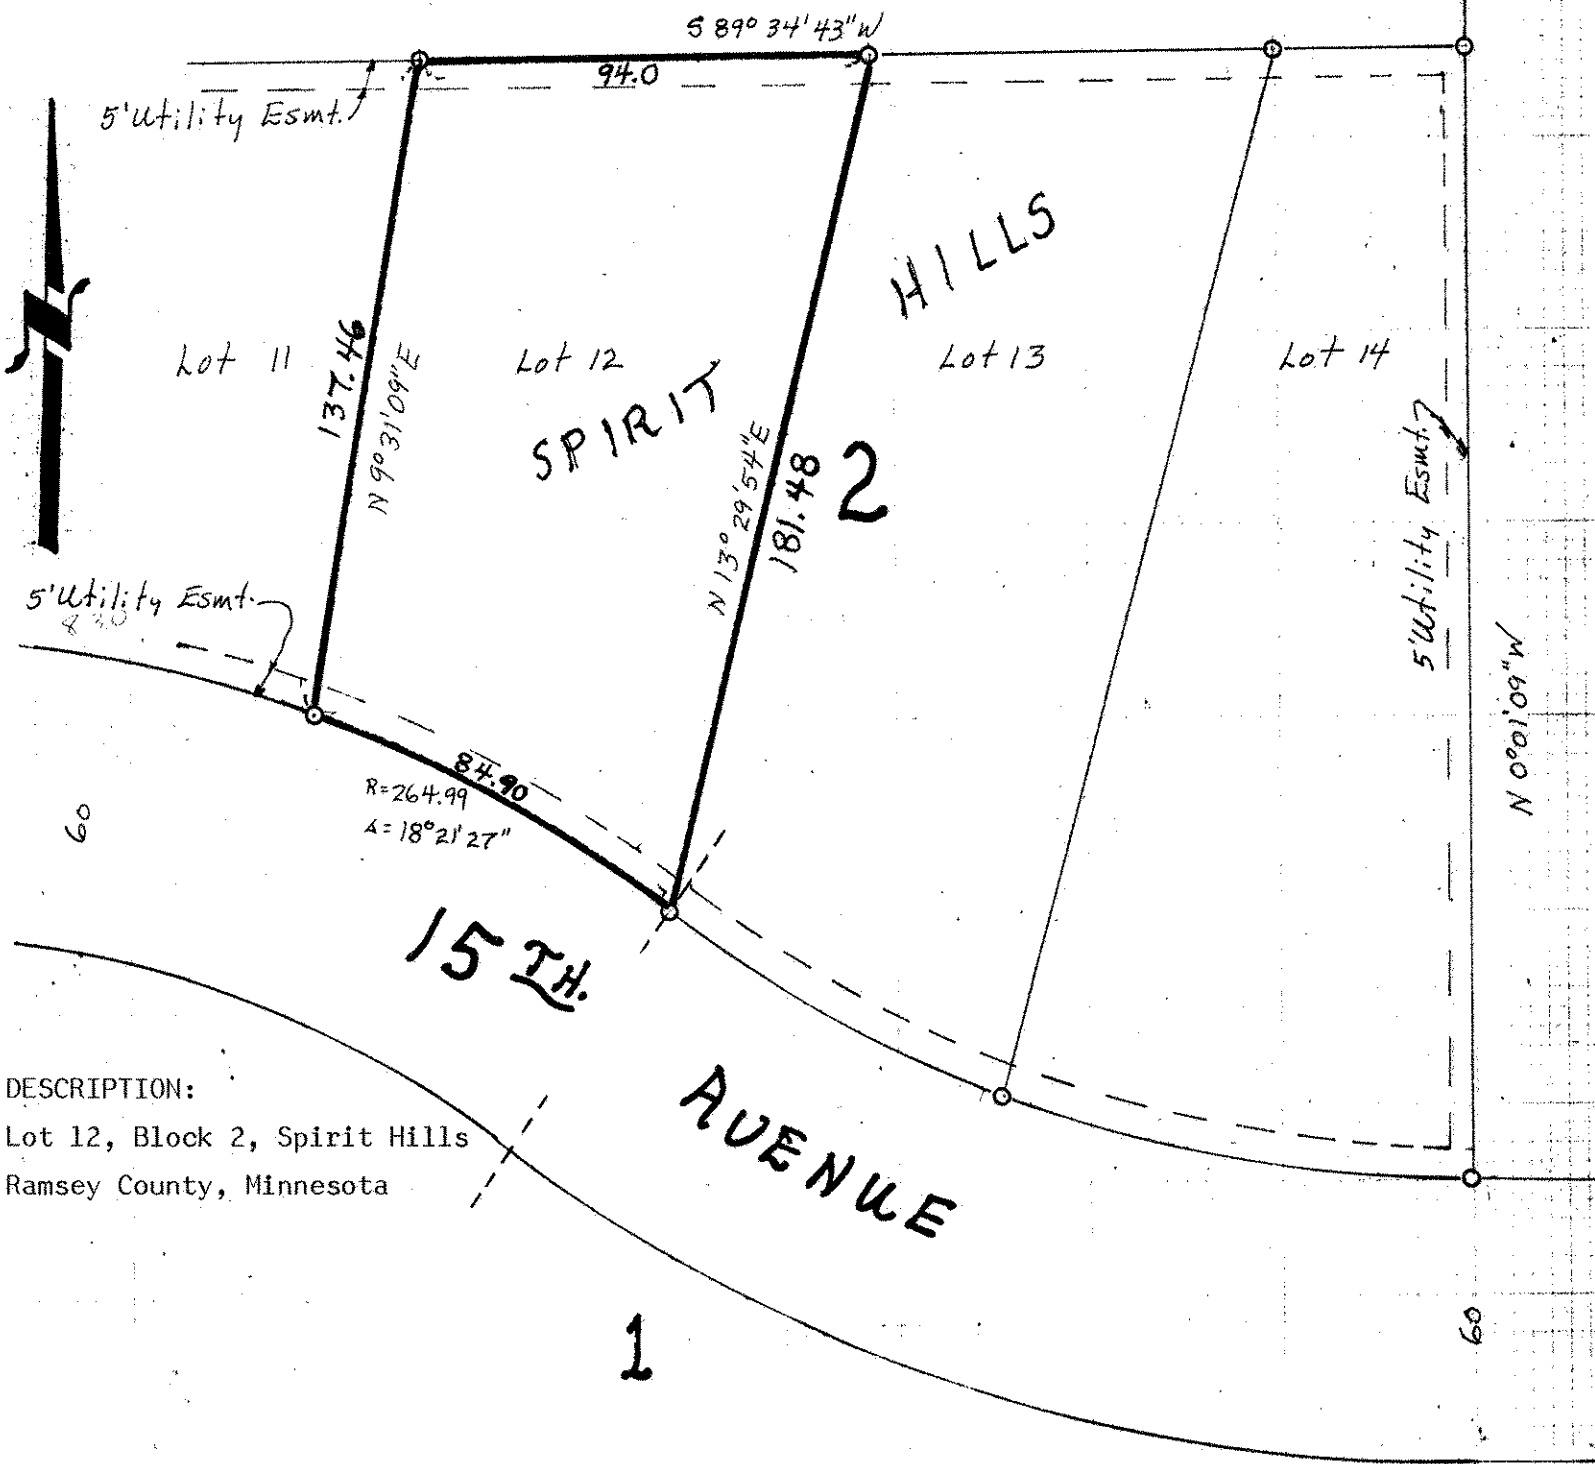 S 89° 34' 43" W
94.0
5' Utility Esmt.
HILLS
137.46
N 9° 31' 09" E
Lot 11
Lot 12
Lot 13
Lot 14
SPIRIT
N 13° 29' 54" E
181.48
2
5' Utility Esmt.
5' Utility Esmt.
N 0° 01' 09" W
84.90
R=264.99
Δ=18° 21' 27"
60
15 TH.
AVENUE
DESCRIPTION:
Lot 12, Block 2, Spirit Hills
Ramsey County, Minnesota
1
60